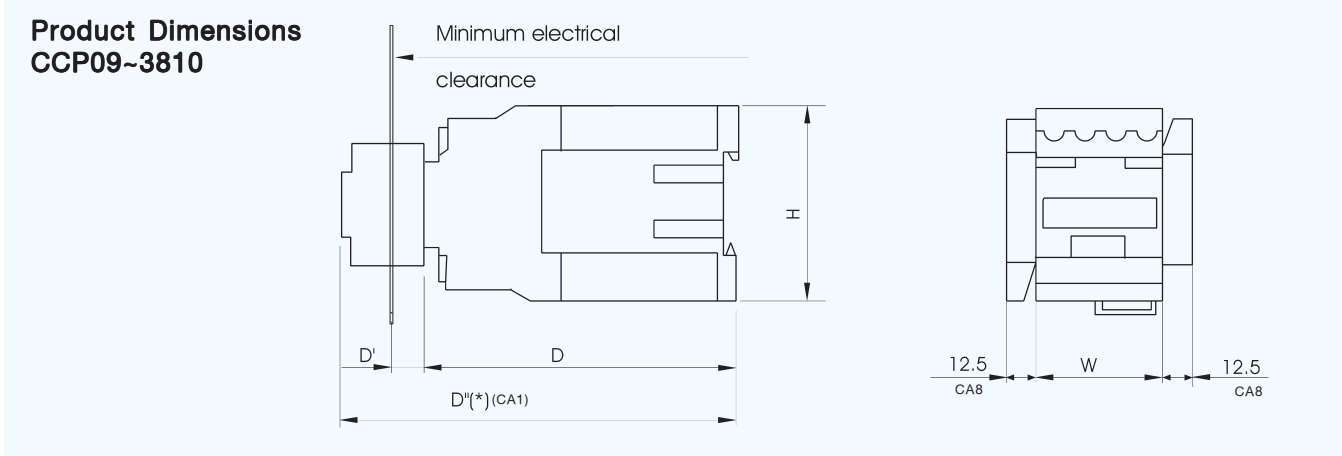 Product Dimensions
CCP09~3810
Minimum electrical
clearance
H
D'
D
D"(*)(CA1)
12.5
CA8
W
12.5
CA8